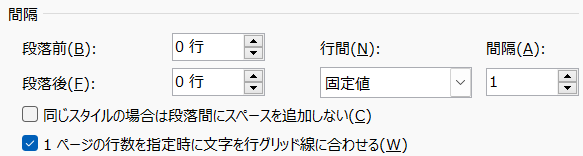 間隔
段落前(B): 0 行 行間(N): 間隔(A):
段落後(F): 0 行 固定値 1
同じスタイルの場合は段落間にスペースを追加しない(C)
1 ページの行数を指定時に文字を行グリッド線に合わせる(W)